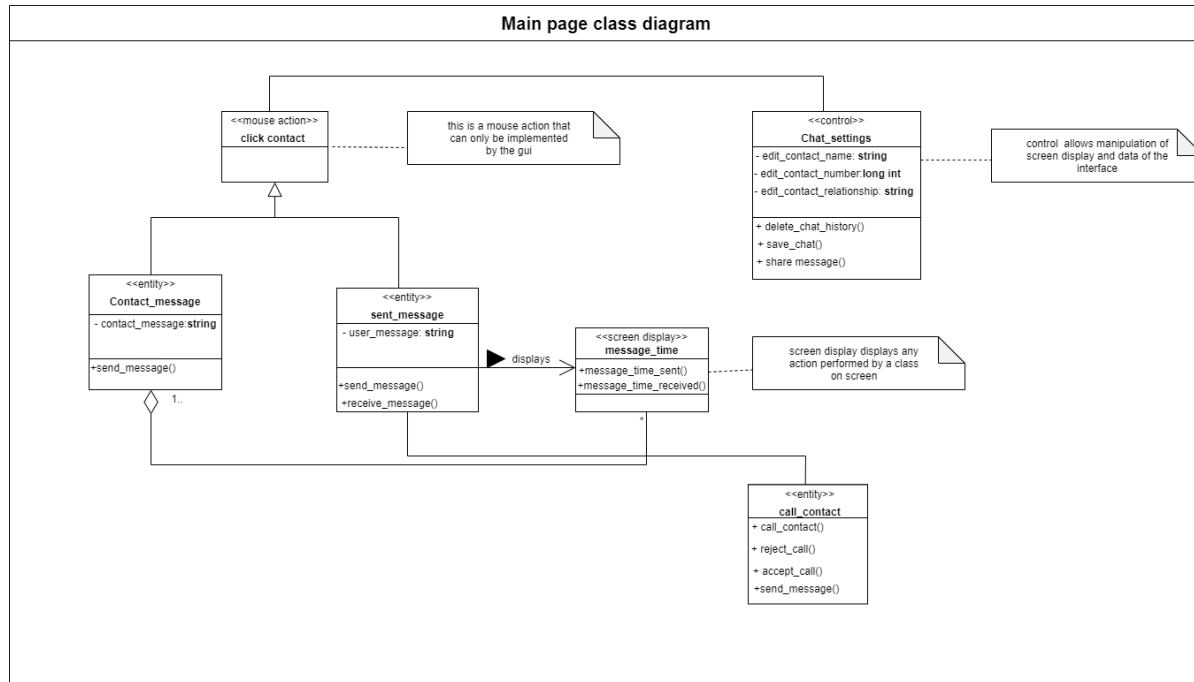 Main page class diagram
<<mouse action>>
click contact
this is a mouse action that
can only be implemented
by the gui
<<control>>
Chat_settings
- edit_contact_name: string
- edit_contact_number:long int
- edit_contact_relationship: string
+ delete_chat_history()
+ save_chat()
+ share message()
control allows manipulation of
screen display and data of the
interface
<<entity>>
Contact_message
- contact_message:string
+send_message()
1..
<<entity>>
sent_message
- user_message: string
+send_message()
+receive_message()
displays
<<screen display>>
message_time
+message_time_sent()
+message_time_received()
*
screen display displays any
action performed by a class
on screen
<<entity>>
call_contact
+ call_contact()
+ reject_call()
+ accept_call()
+send_message()